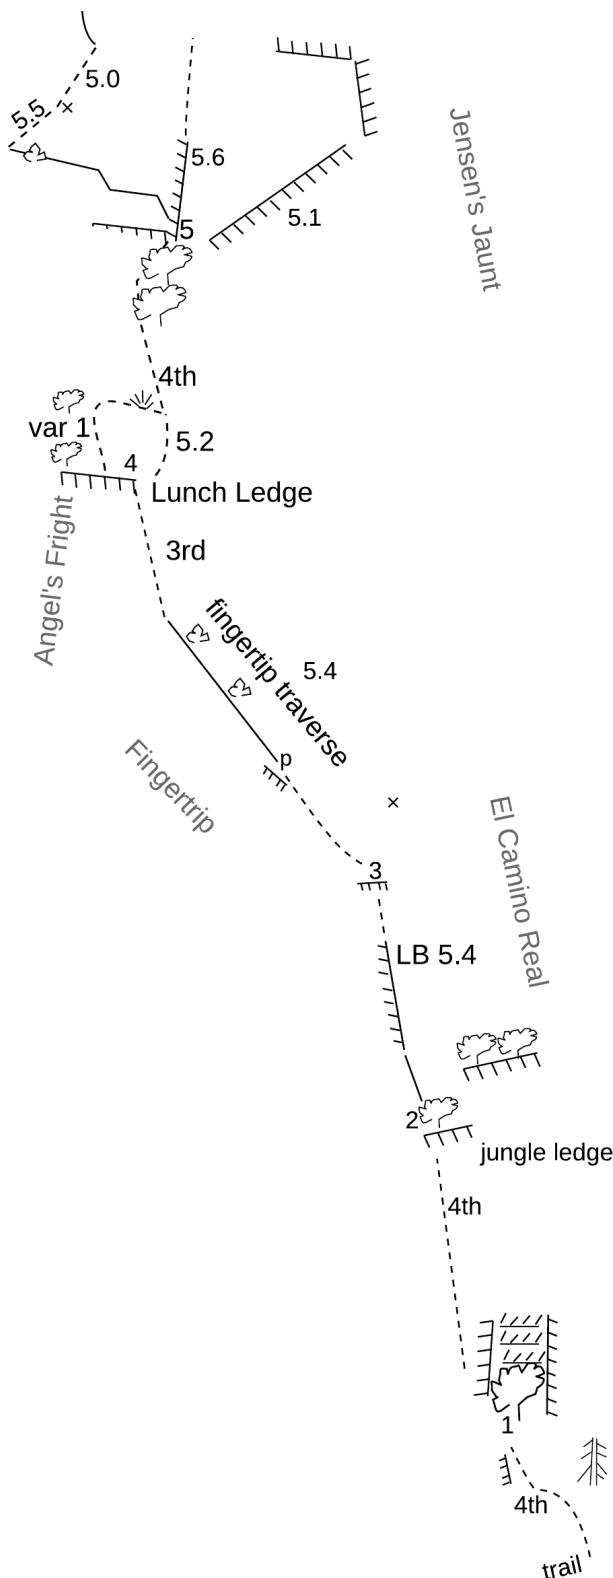 5.0
5.5
5.6
Jensen's Jaunt
5.1
5
4th
var 1
5.2
4
Lunch Ledge
Angel's Fright
3rd
fingertip traverse
5.4
p
Fingertrip
El Camino Real
3
LB 5.4
2
jungle ledge
4th
1
4th
trail